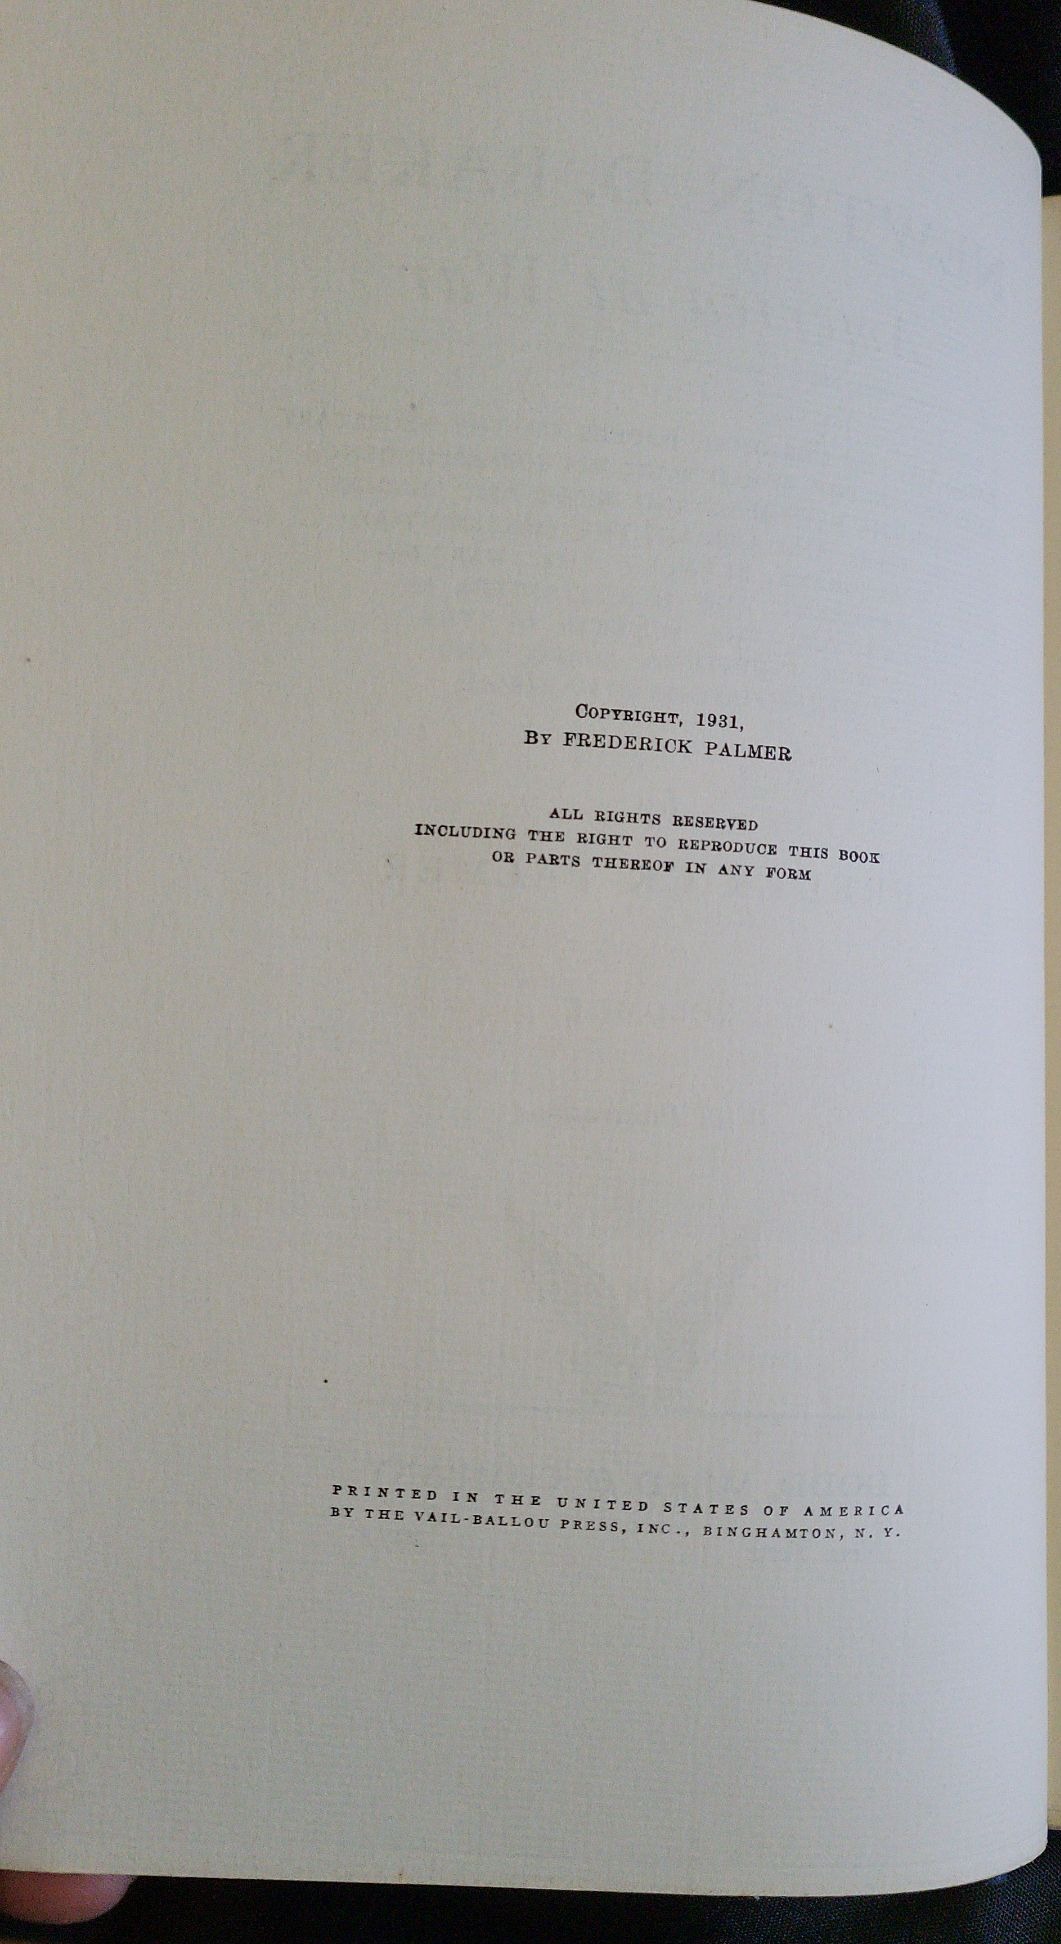 COPYRIGHT, 1931,
BY FREDERICK PALMER
ALL RIGHTS RESERVED
INCLUDING THE RIGHT TO REPRODUCE THIS BOOK
OR PARTS THEREOF IN ANY FORM
PRINTED IN THE UNITED STATES OF AMERICA
BY THE VAIL-BALLOU PRESS, INC., BINGHAMTON, N. Y.